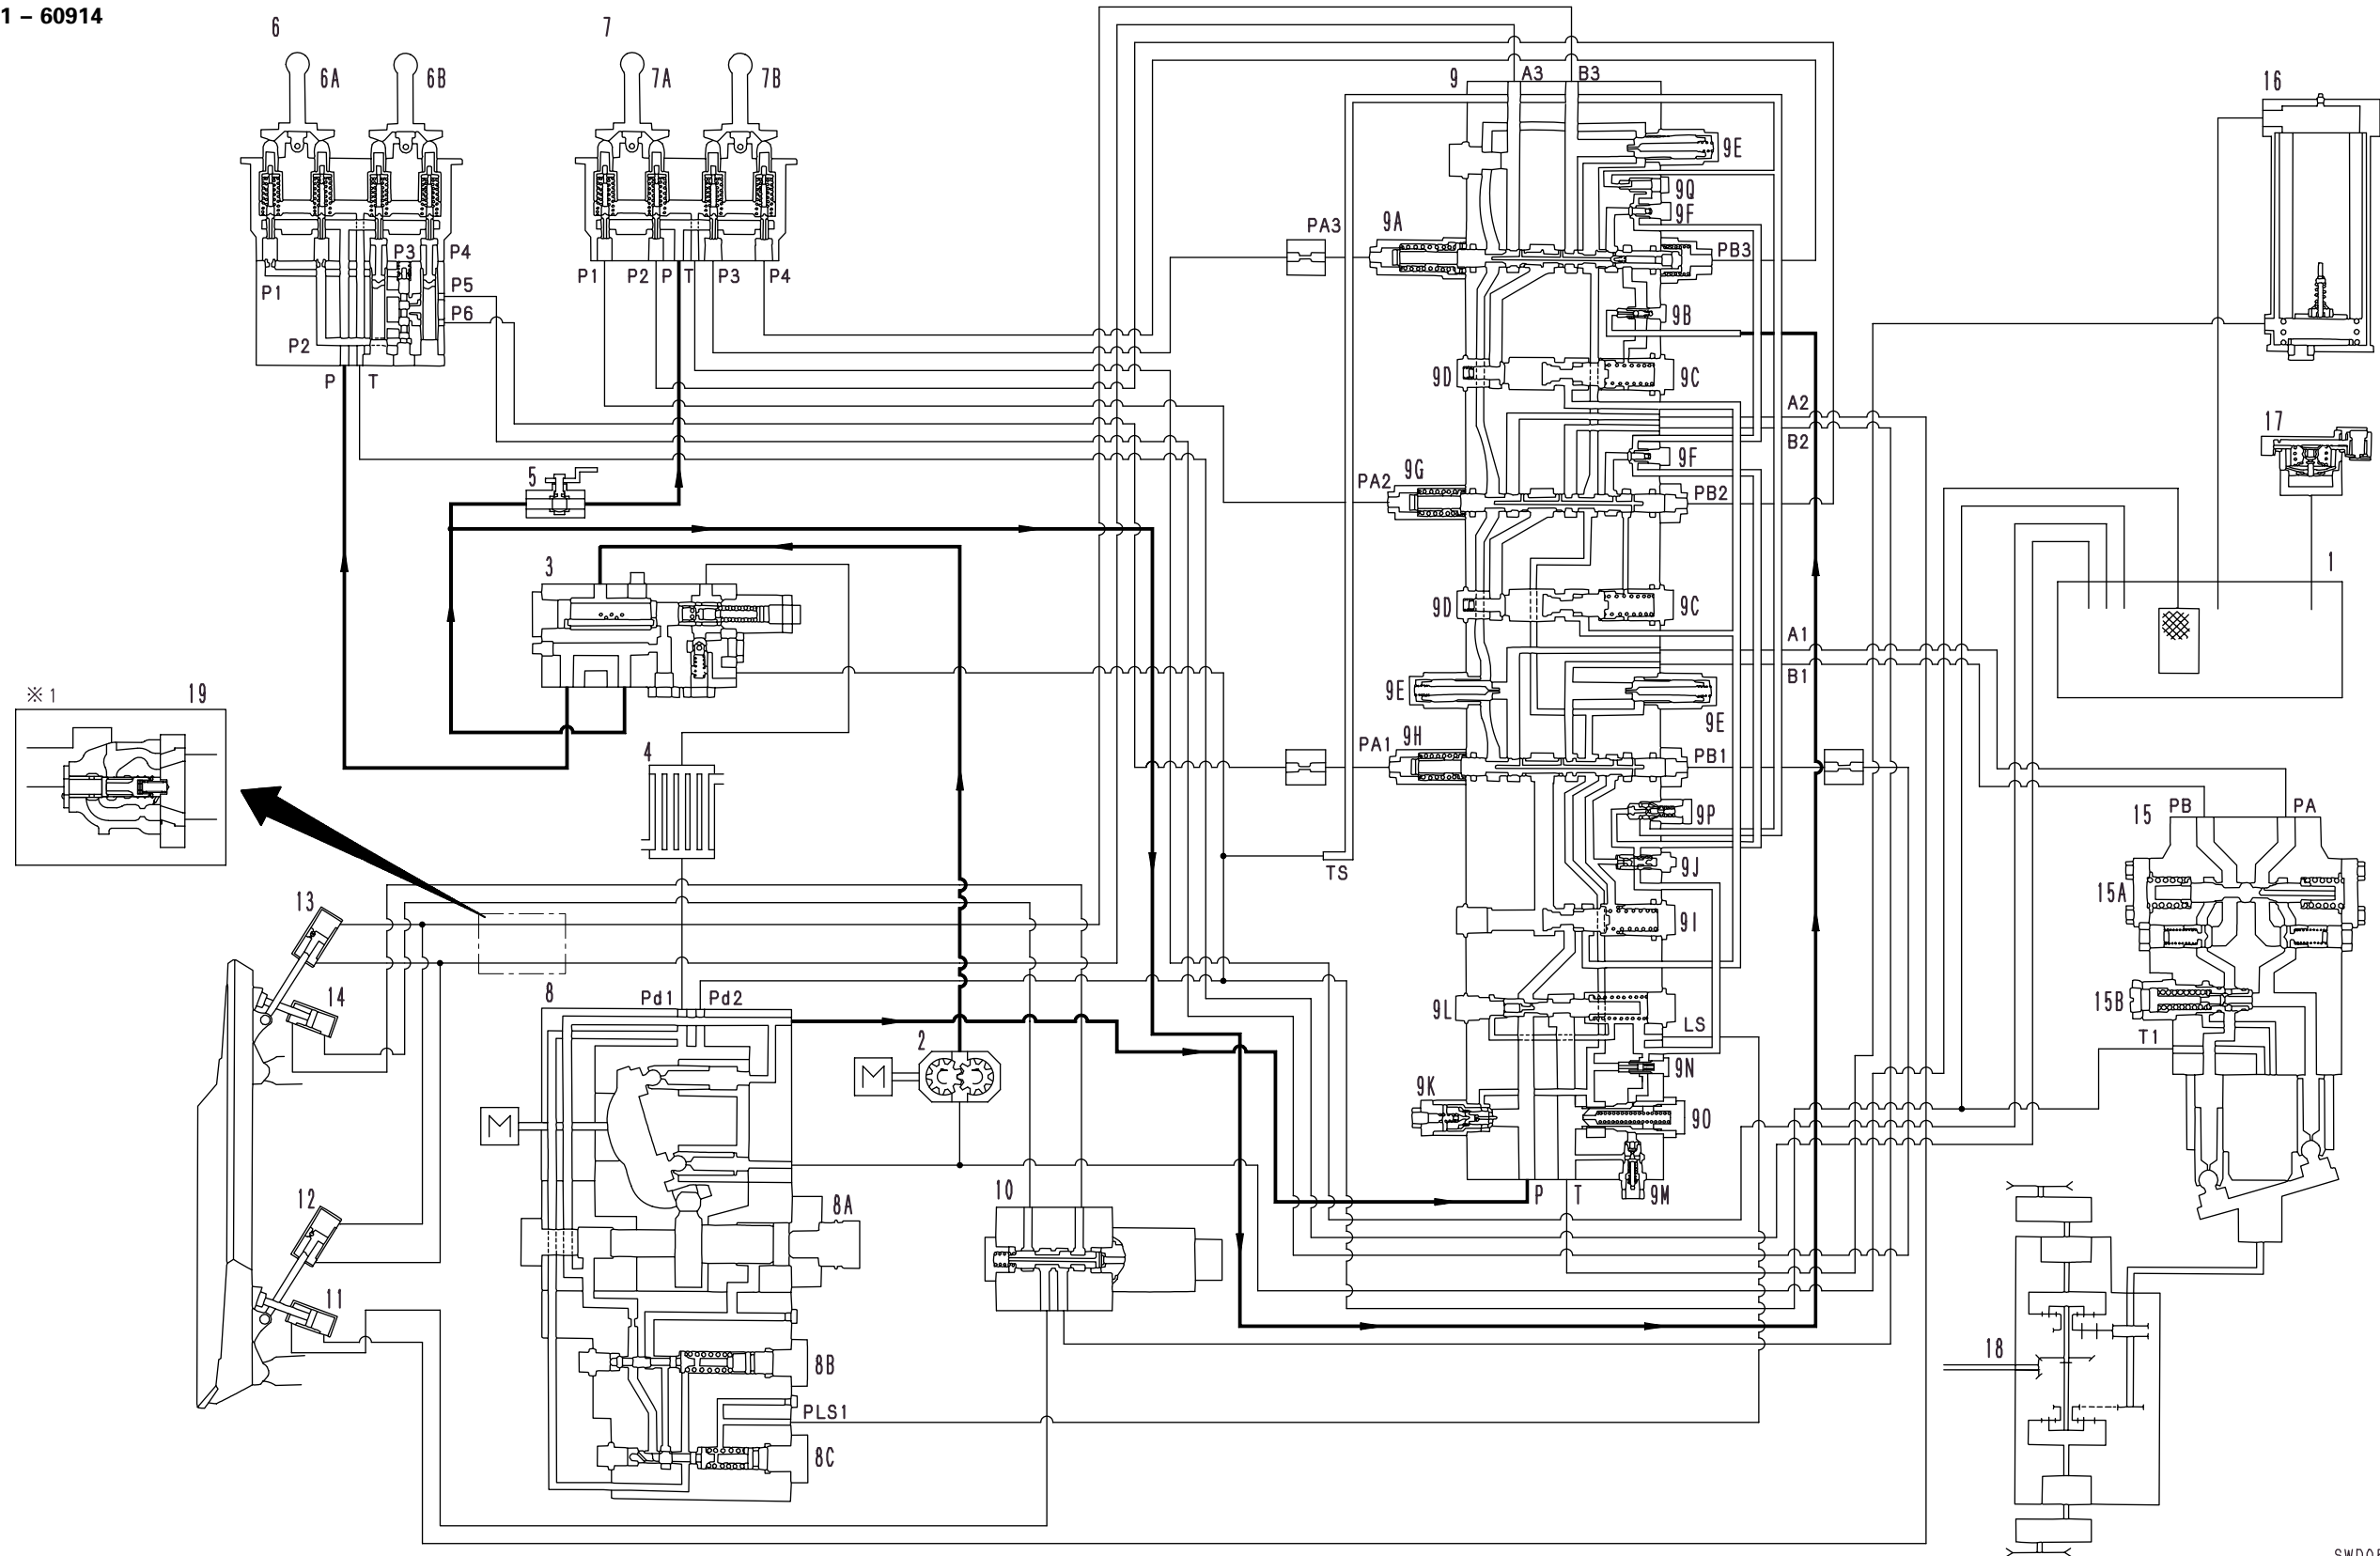 1 – 60914
6
7
6A
6B
7A
7B
9
A3
B3
16
9E
9Q
9F
PA3
9A
PB3
P3
P4
P1
P5
P6
P2
P
T
P1
P2
P
T
P3
P4
9B
9D
9C
A2
B2
17
5
9G
9F
PA2
PB2
3
1
9D
9C
A1
B1
※1
19
9E
9E
4
PA1
9H
PB1
9P
15
PB
PA
9J
TS
15A
13
9I
14
8
Pd1
Pd2
9L
LS
15B
T1
2
M
9N
9K
9O
M
12
10
P
T
9M
8A
11
18
8B
PLS1
8C